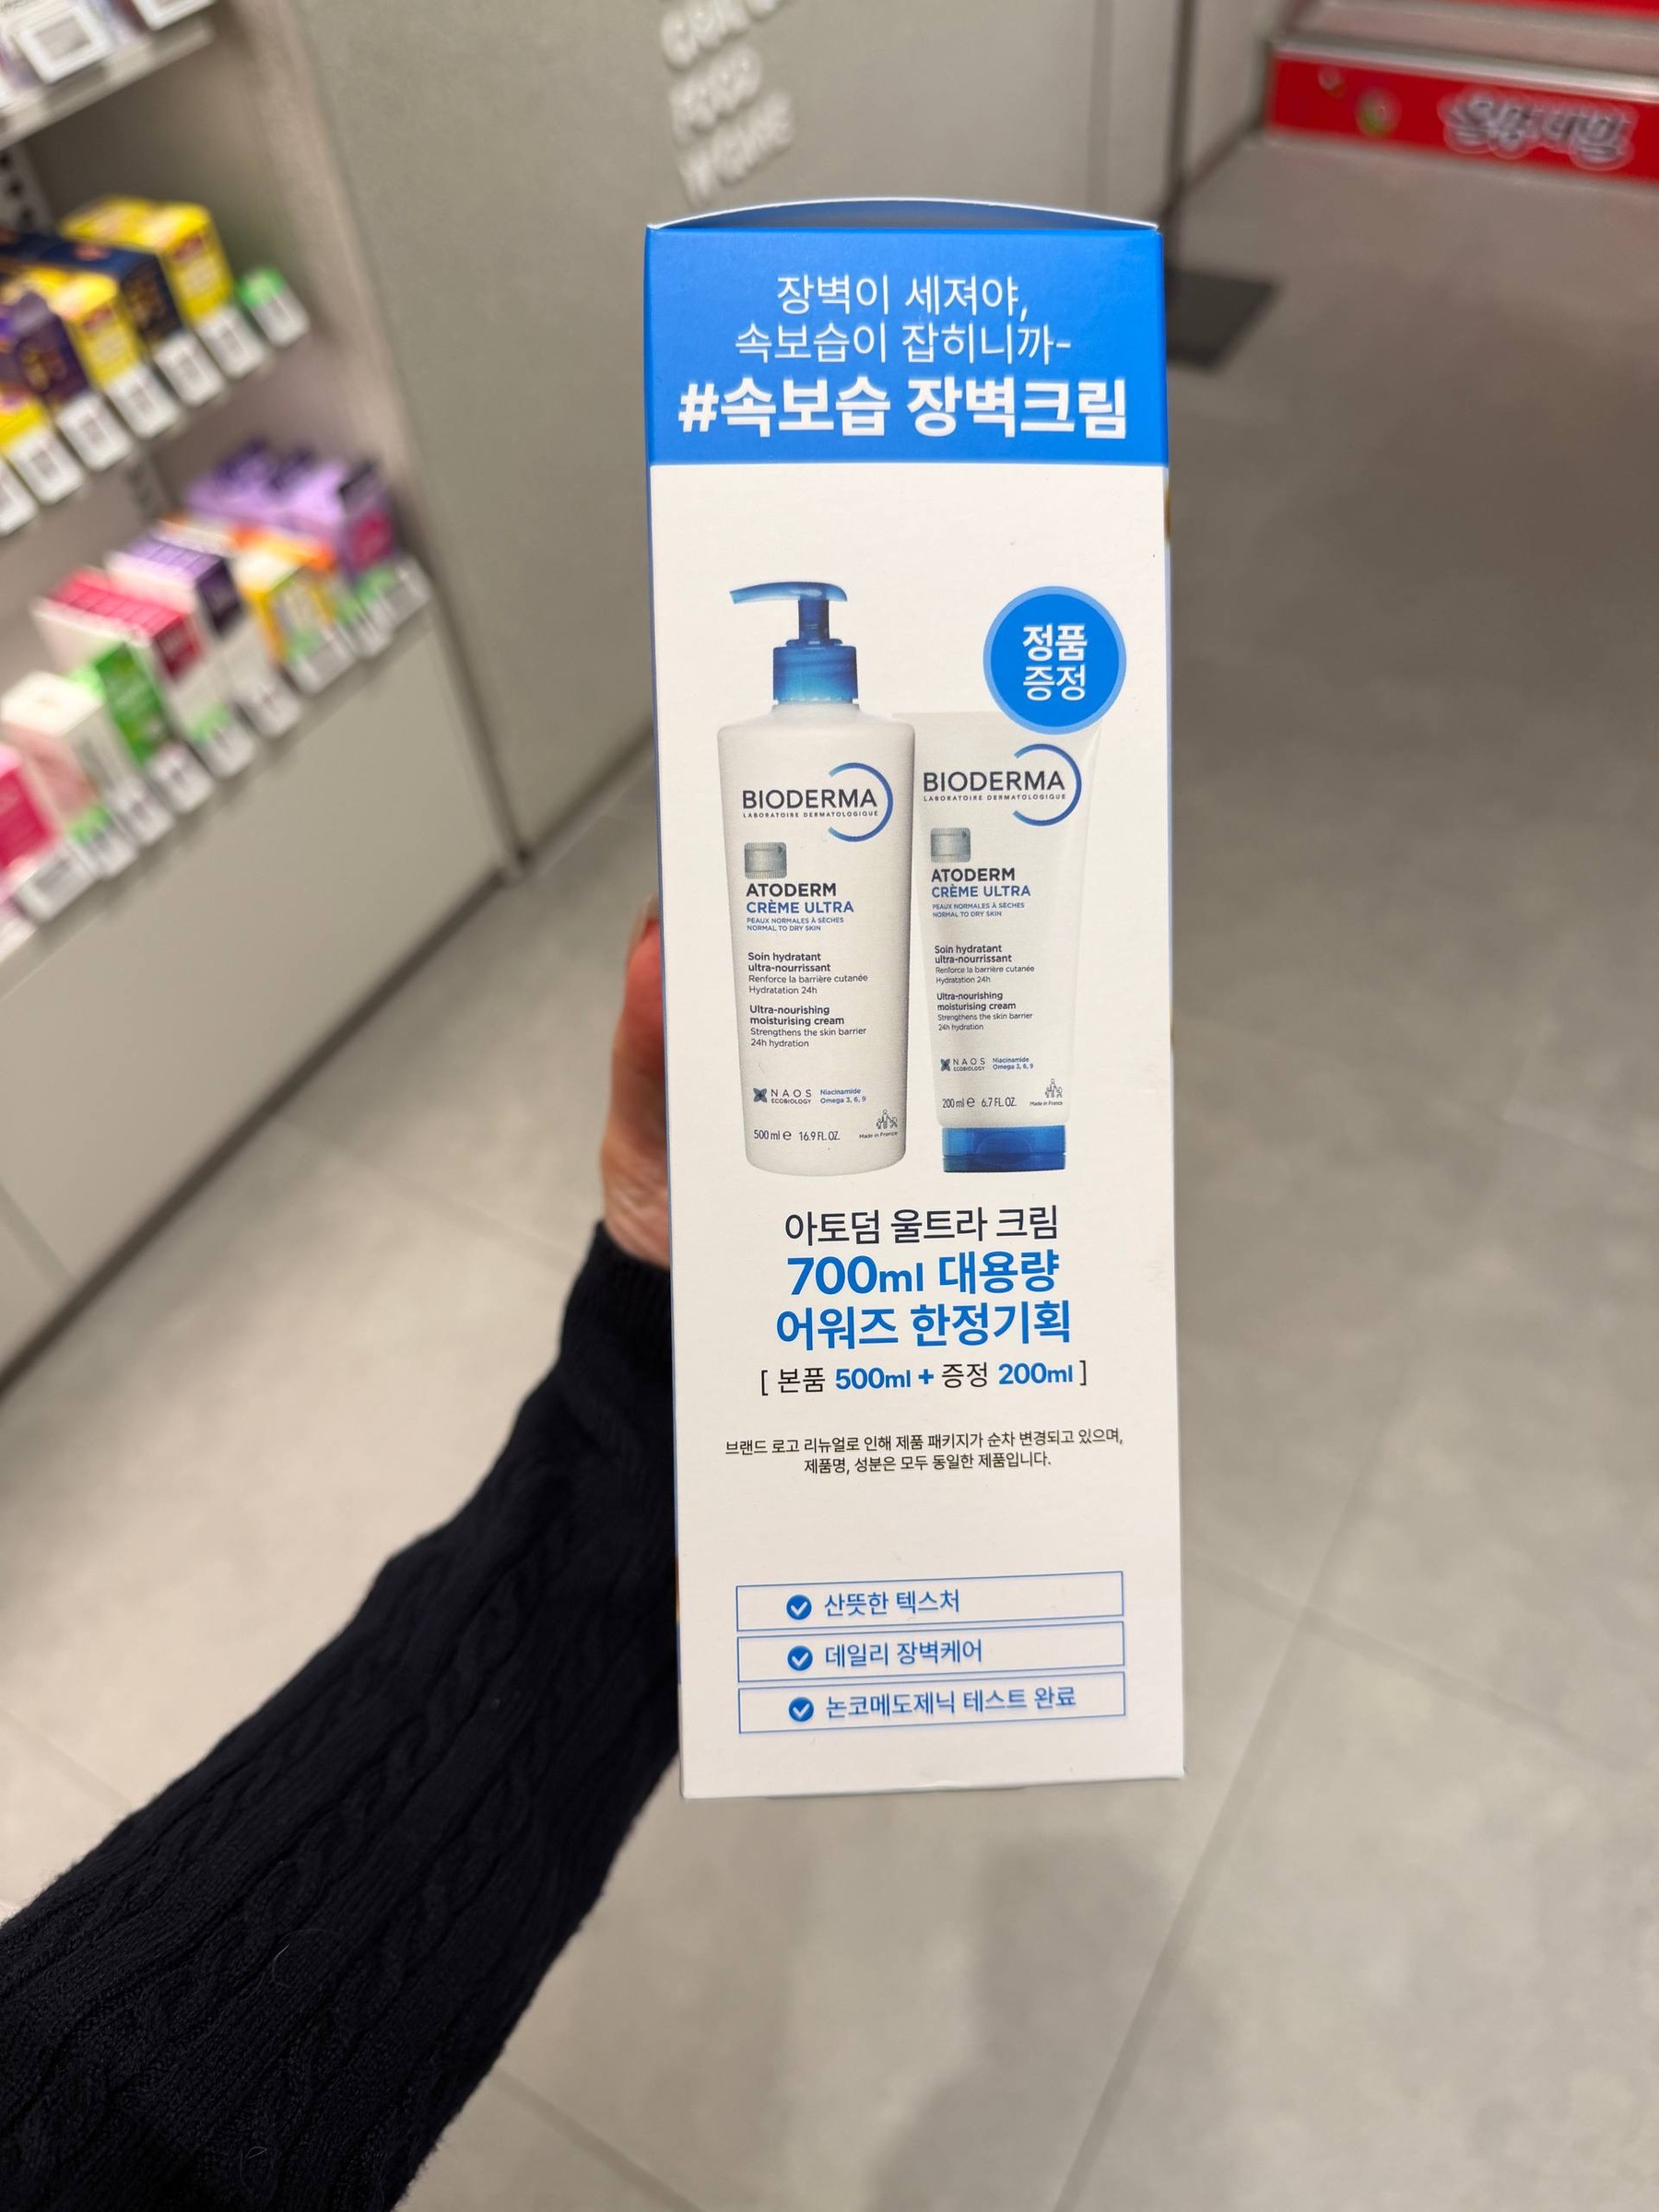 장벽이 세져야,
속보습이 잡히니까-
#속보습 장벽크림
정품
증정
BIODERMA
LABORATOIRE DERMATOLOGIQUE
ATODERM
CRÈME ULTRA
PEAUX NORMALES À SÈCHES
NORMAL TO DRY SKIN
Soin hydratant
ultra-nourrissant
Renforce la barrière cutanée
Hydratation 24h
Ultra-nourishing
moisturising cream
Strengthens the skin barrier
24h hydration
NAOS
ECOBIOLOGY
Niacinamide
Omega 3, 6, 9
500 ml e 16.9 FL.OZ.
Made in France
BIODERMA
LABORATOIRE DERMATOLOGIQUE
ATODERM
CRÈME ULTRA
PEAUX NORMALES À SÈCHES
NORMAL TO DRY SKIN
Soin hydratant
ultra-nourrissant
Renforce la barrière cutanée
Hydratation 24h
Ultra-nourishing
moisturising cream
Strengthens the skin barrier
24h hydration
NAOS
ECOBIOLOGY
Niacinamide
Omega 3, 6, 9
200 ml e 6.7 FL.OZ.
Made in France
아토덤 울트라 크림
700ml 대용량
어워즈 한정기획
[ 본품 500ml + 증정 200ml ]
브랜드 로고 리뉴얼로 인해 제품 패키지가 순차 변경되고 있으며,
제품명, 성분은 모두 동일한 제품입니다.
산뜻한 텍스처
데일리 장벽케어
논코메도제닉 테스트 완료